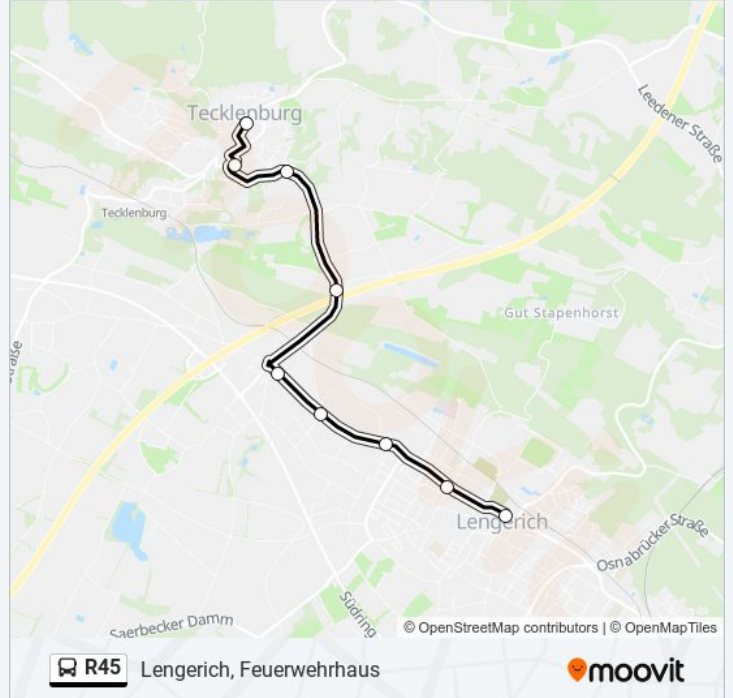 Tecklenburg
Leedener Straße
Tecklenburg
Gut Stapenhorst
straße
Lengerich
Osnabrücker Straße
Südring
Saerbecker Damm
© OpenStreetMap contributors | © OpenMapTiles
R45 Lengerich, Feuerwehrhaus
moovit